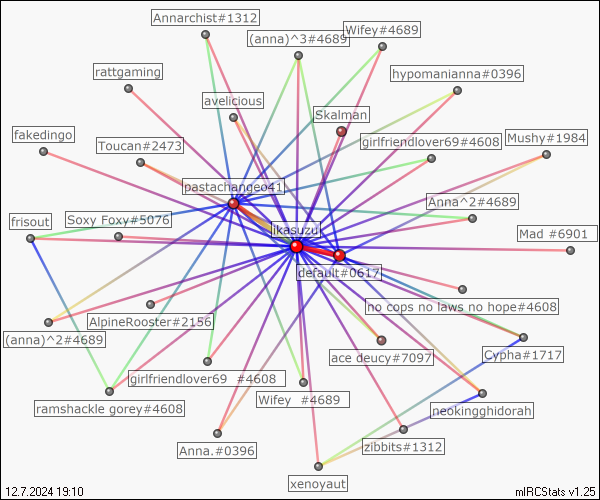 Annarchist#1312
(anna)^3#4689
Wifey#4689
rattgaming
hypomanianna#0396
avelicious
Skalman
fakedingo
Toucan#2473
girlfriendlover69#4608
Mushy#1984
pastachangeo41
Anna^2#4689
frisout
Soxy Foxy#5076
likasuzu
Mad #6901
default#0617
no cops no laws no hope#4608
AlpineRooster#2156
(anna)^2#4689
ace deucy#7097
Cypha#1717
girlfriendlover69 #4608
Wifey #4689
ramshackle gorey#4608
neokingghidorah
Anna.#0396
zibbits#1312
xenoyaut
12.7.2024 19:10
mIRCStats v1.25